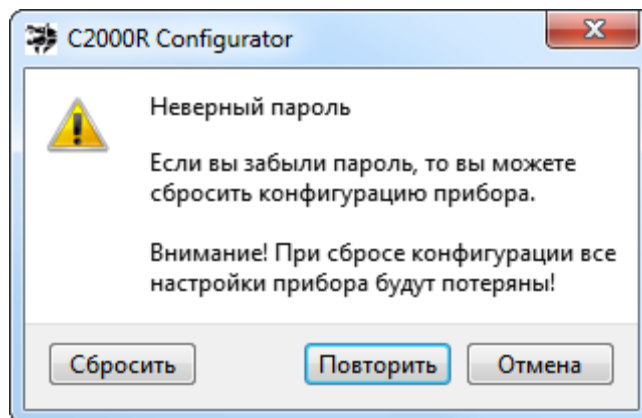 C2000R Configurator
Неверный пароль
Если вы забыли пароль, то вы можете
сбросить конфигурацию прибора.
Внимание! При сбросе конфигурации все
настройки прибора будут потеряны!
Сбросить Повторить Отмена